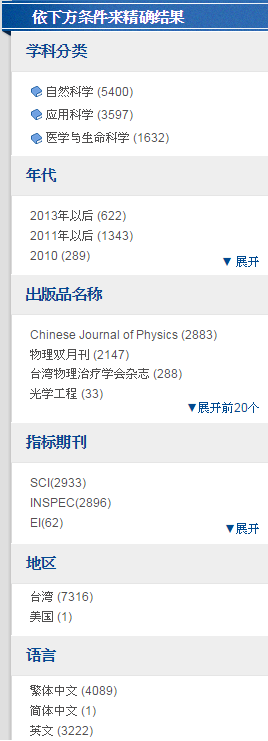 依下方条件来精确结果
学科分类
自然科学 (5400)
应用科学 (3597)
医学与生命科学 (1632)
年代
2013年以后 (622)
2011年以后 (1343)
2010 (289)
▼ 展开
出版品名称
Chinese Journal of Physics (2883)
物理双月刊 (2147)
台湾物理治疗学会杂志 (288)
光学工程 (33)
▼展开前20个
指标期刊
SCI(2933)
INSPEC(2896)
EI(62)
▼展开
地区
台湾 (7316)
美国 (1)
语言
繁体中文 (4089)
简体中文 (1)
英文 (3222)